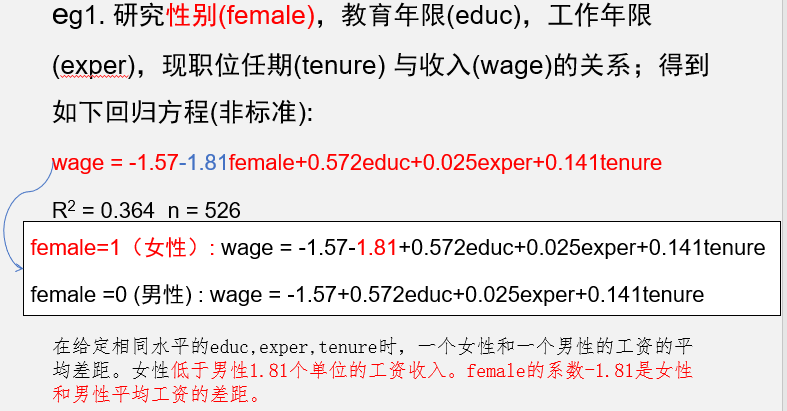 eg1. 研究性别(female)，教育年限(educ)，工作年限
(exper)，现职位任期(tenure) 与收入(wage)的关系；得到
如下回归方程(非标准):
wage = -1.57-1.81female+0.572educ+0.025exper+0.141tenure
R² = 0.364 n = 526
female=1（女性）: wage = -1.57-1.81+0.572educ+0.025exper+0.141tenure
female =0 (男性) : wage = -1.57+0.572educ+0.025exper+0.141tenure
在给定相同水平的educ,exper,tenure时，一个女性和一个男性的工资的平
均差距。女性低于男性1.81个单位的工资收入。female的系数-1.81是女性
和男性平均工资的差距。